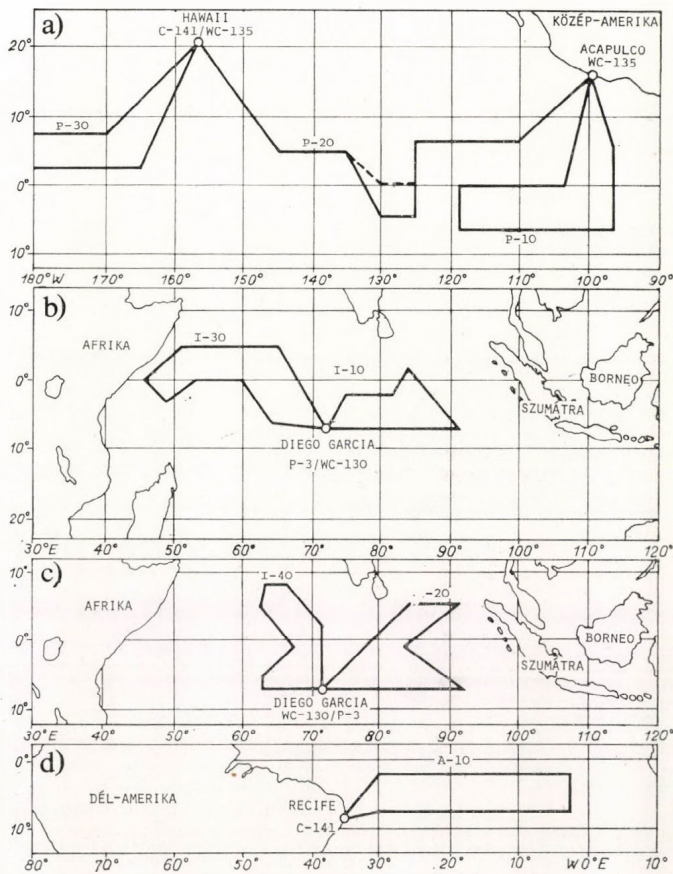 a)
HAWAII
C-141/WC-135
KÖZÉP-AMERIKA
ACAPULCO
WC-135
20°
10°
0°
10°
P-30
P-20
P-10
180°W 170° 160° 150° 140° 130° 120° 110° 100° 90°
b)
10°
0°
10°
20°
AFRIKA
I-30
I-10
BORNEO
SZUMÁTRA
DIEGO GARCIA
P-3/WC-130
30°E 40° 50° 60° 70° 80° 90° 100° 110° 120°
c)
10°
0°
10°
I-40
-20
AFRIKA
BORNEO
SZUMÁTRA
DIEGO GARCIA
WC-130/P-3
30° 40° 50° 60° 70° 80° 90° 100° 110° 120°
d)
0°
10°
A-10
DÉL-AMERIKA
RECIFE
C-141
80° 70° 60° 50° 40° 30° 20° 10° W0°E 10°